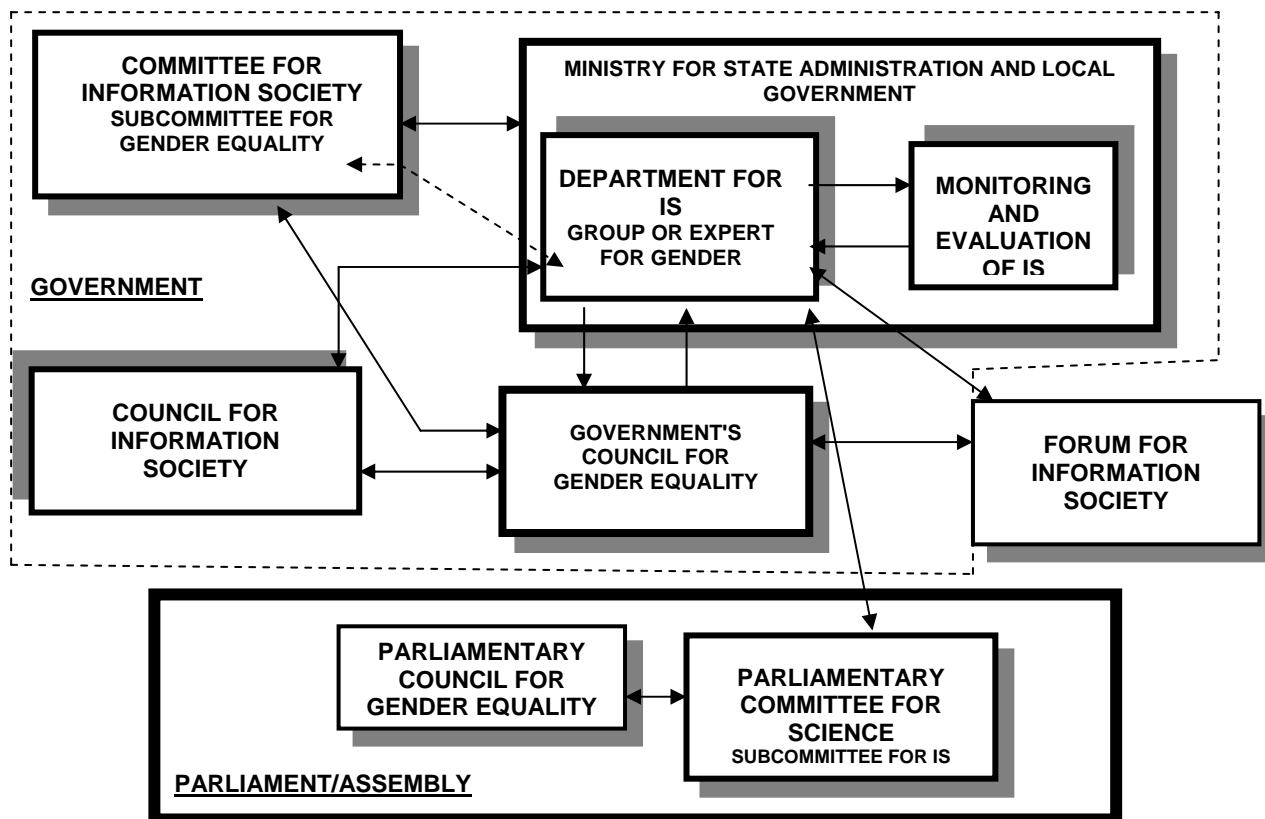 COMMITTEE FOR
INFORMATION SOCIETY
SUBCOMMITTEE FOR
GENDER EQUALITY
MINISTRY FOR STATE ADMINISTRATION AND LOCAL
GOVERNMENT
DEPARTMENT FOR
IS
GROUP OR EXPERT
FOR GENDER
MONITORING
AND
EVALUATION
OF IS
GOVERNMENT
COUNCIL FOR
INFORMATION
SOCIETY
GOVERNMENT'S
COUNCIL FOR
GENDER EQUALITY
FORUM FOR
INFORMATION
SOCIETY
PARLIAMENTARY
COUNCIL FOR
GENDER EQUALITY
PARLIAMENTARY
COMMITTEE FOR
SCIENCE
SUBCOMMITTEE FOR IS
PARLIAMENT/ASSEMBLY